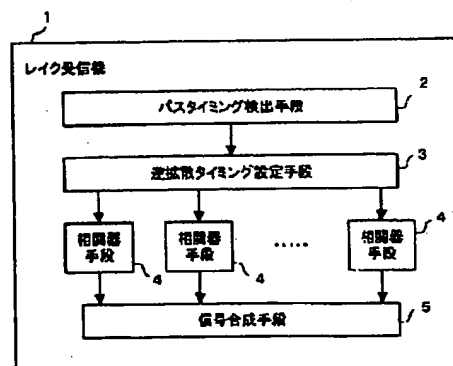 1
レイク受信機
パスタイミング検出手段
2
逆拡散タイミング設定手段
3
相関器
手段
4
相関器
手段
4
.....
相関器
手段
4
信号合成手段
5